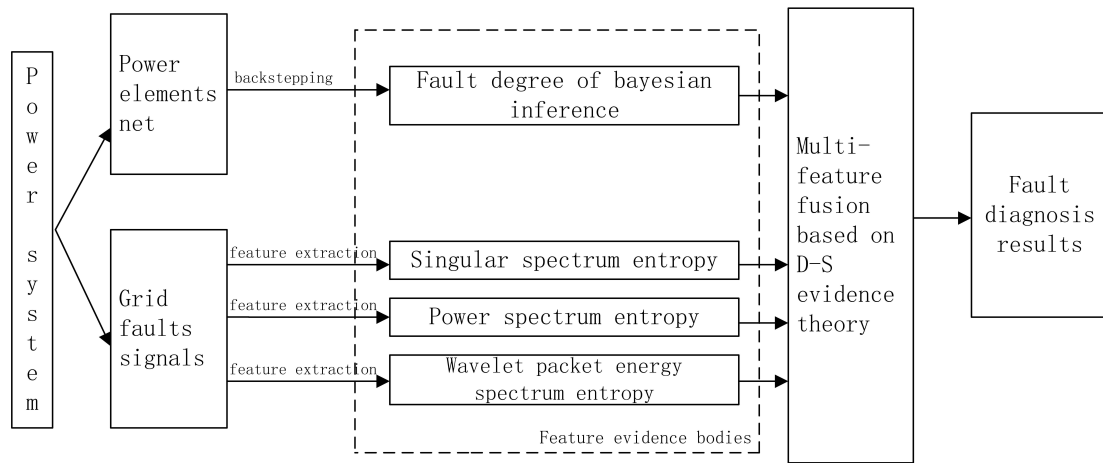 Power system
Power
elements
net
backstepping
Fault degree of bayesian
inference
Grid
faults
signals
feature extraction
Singular spectrum entropy
feature extraction
Power spectrum entropy
feature extraction
Wavelet packet energy
spectrum entropy
Feature evidence bodies
Multi-
feature
fusion
based on
D-S
evidence
theory
Fault
diagnosis
results